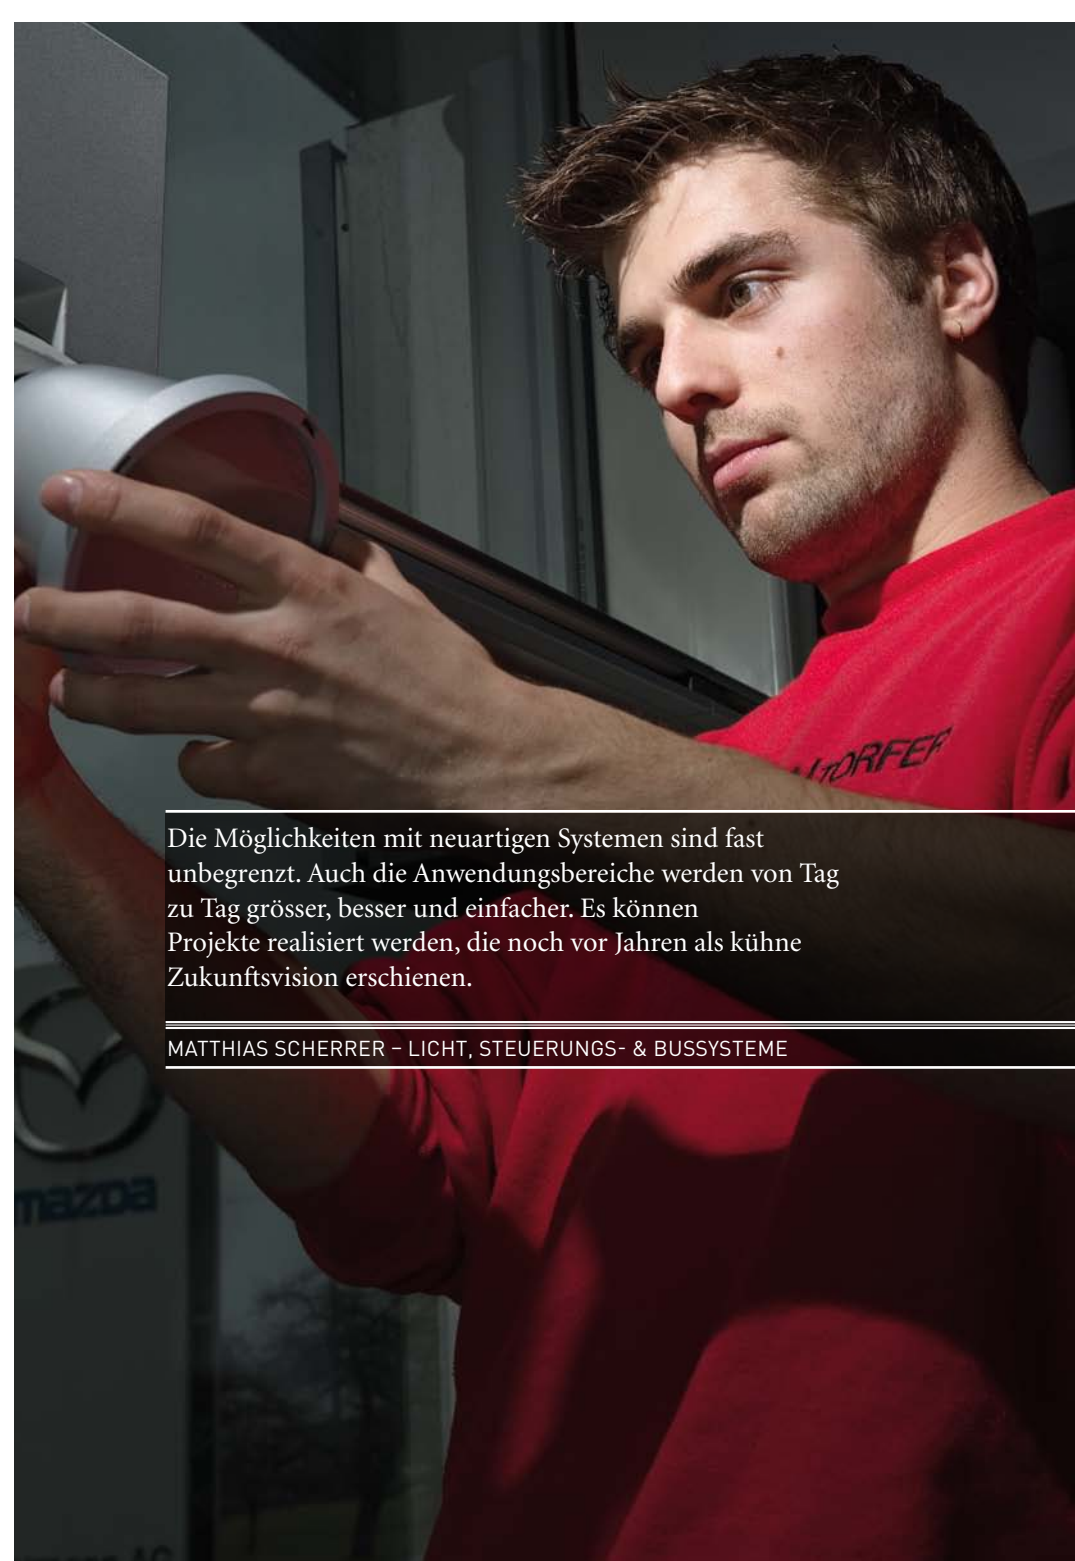 Die Möglichkeiten mit neuartigen Systemen sind fast
unbegrenzt. Auch die Anwendungsbereiche werden von Tag
zu Tag grösser, besser und einfacher. Es können
Projekte realisiert werden, die noch vor Jahren als kühne
Zukunftsvision erschienen.
MATTHIAS SCHERRER – LICHT, STEUERUNGS- & BUSSYSTEME
mazda